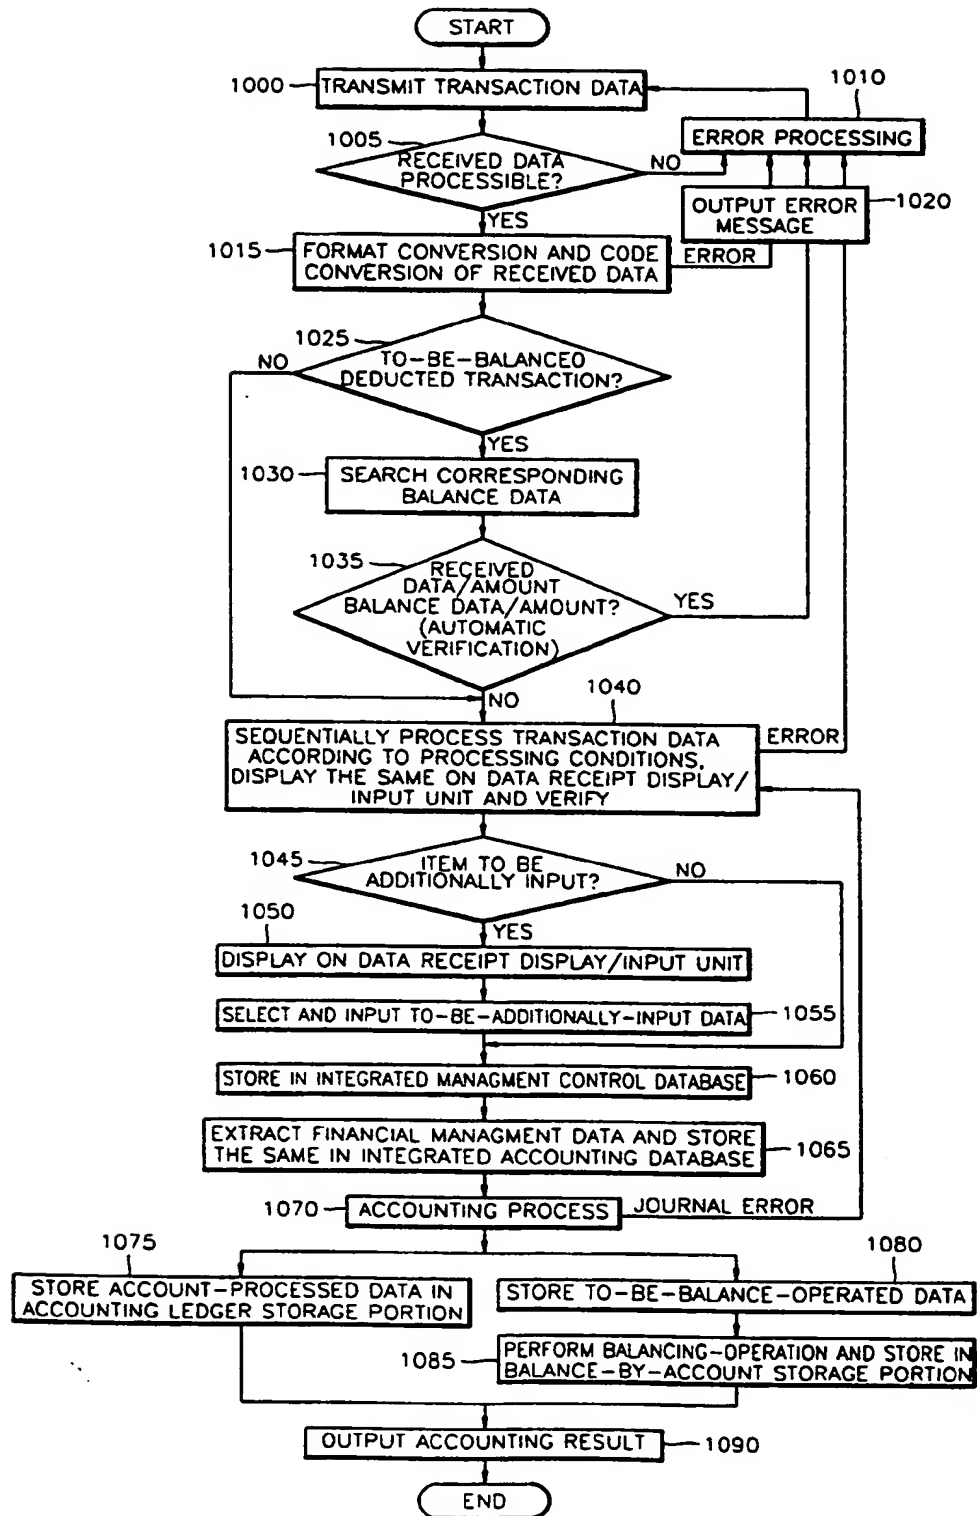 START
1000
TRANSMIT TRANSACTION DATA
1010
ERROR PROCESSING
1005
RECEIVED DATA
PROCESSIBLE?
NO
YES
OUTPUT ERROR
MESSAGE
1020
1015
FORMAT CONVERSION AND CODE
CONVERSION OF RECEIVED DATA
ERROR
1025
TO-BE-BALANCED
DEDUCTED TRANSACTION?
NO
YES
1030
SEARCH CORRESPONDING
BALANCE DATA
1035
RECEIVED
DATA/AMOUNT
BALANCE DATA/AMOUNT?
(AUTOMATIC
VERIFICATION)
YES
NO
1040
SEQUENTIALLY PROCESS TRANSACTION DATA
ACCORDING TO PROCESSING CONDITIONS,
DISPLAY THE SAME ON DATA RECEIPT DISPLAY/
INPUT UNIT AND VERIFY
ERROR
1045
ITEM TO BE
ADDITIONALLY INPUT?
NO
YES
1050
DISPLAY ON DATA RECEIPT DISPLAY/INPUT UNIT
SELECT AND INPUT TO-BE-ADDITIONALLY-INPUT DATA
1055
STORE IN INTEGRATED MANAGMENT CONTROL DATABASE
1060
EXTRACT FINANCIAL MANAGMENT DATA AND STORE
THE SAME IN INTEGRATED ACCOUNTING DATABASE
1065
1070
ACCOUNTING PROCESS
JOURNAL ERROR
1075
STORE ACCOUNT-PROCESSED DATA IN
ACCOUNTING LEDGER STORAGE PORTION
1080
STORE TO-BE-BALANCE-OPERATED DATA
1085
PERFORM BALANCING-OPERATION AND STORE IN
BALANCE-BY-ACCOUNT STORAGE PORTION
OUTPUT ACCOUNTING RESULT
1090
END